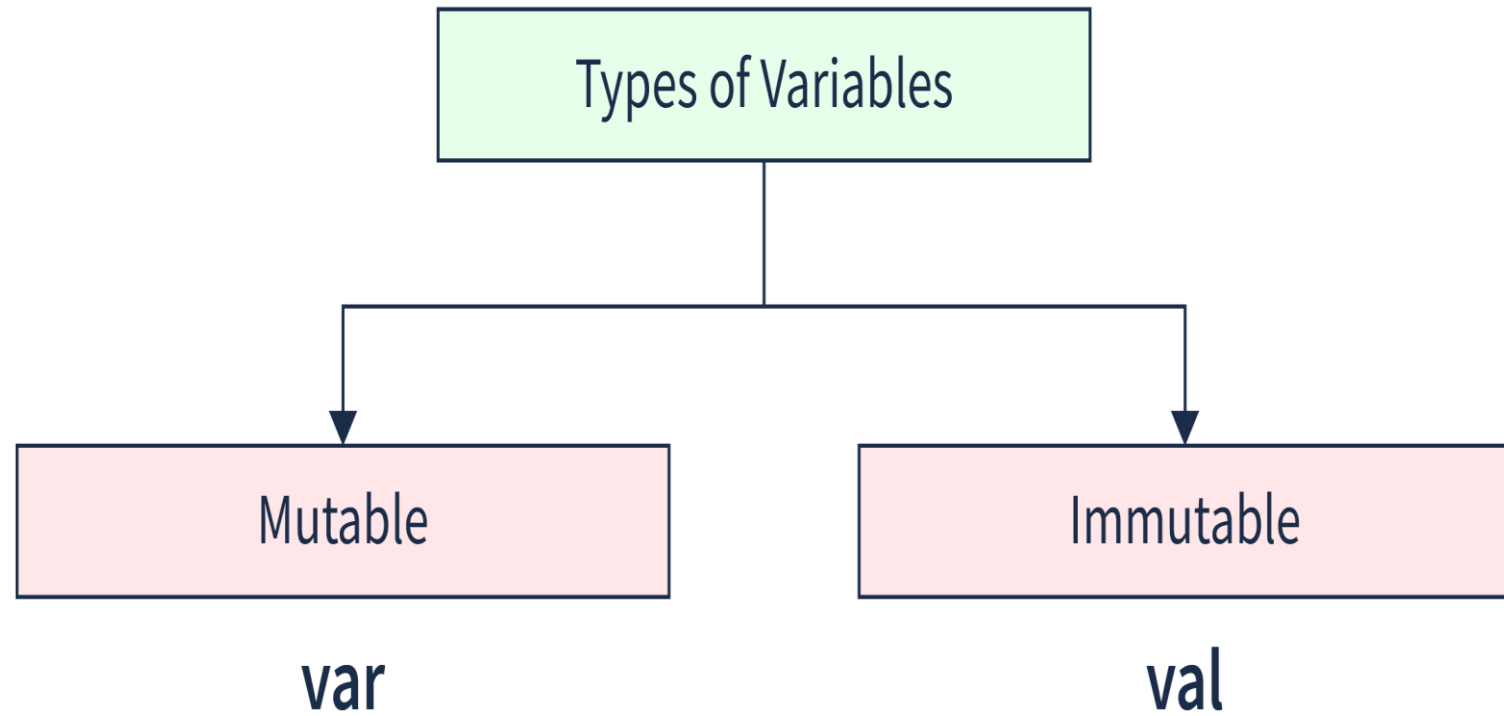 Types of Variables
Mutable
Immutable
var
val